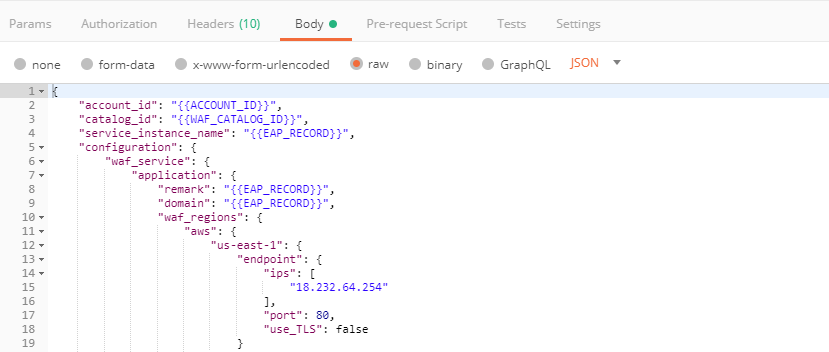 Params Authorization Headers (10) Body Pre-request Script Tests Settings
none form-data x-www-form-urlencoded raw binary GraphQL JSON
1 {
2 "account_id": "{{ACCOUNT_ID}}",
3 "catalog_id": "{{WAF_CATALOG_ID}}",
4 "service_instance_name": "{{EAP_RECORD}}",
5 "configuration": {
6 "waf_service": {
7 "application": {
8 "remark": "{{EAP_RECORD}}",
9 "domain": "{{EAP_RECORD}}",
10 "waf_regions": {
11 "aws": {
12 "us-east-1": {
13 "endpoint": {
14 "ips": [
15 "18.232.64.254"
16 ],
17 "port": 80,
18 "use_TLS": false
19 }